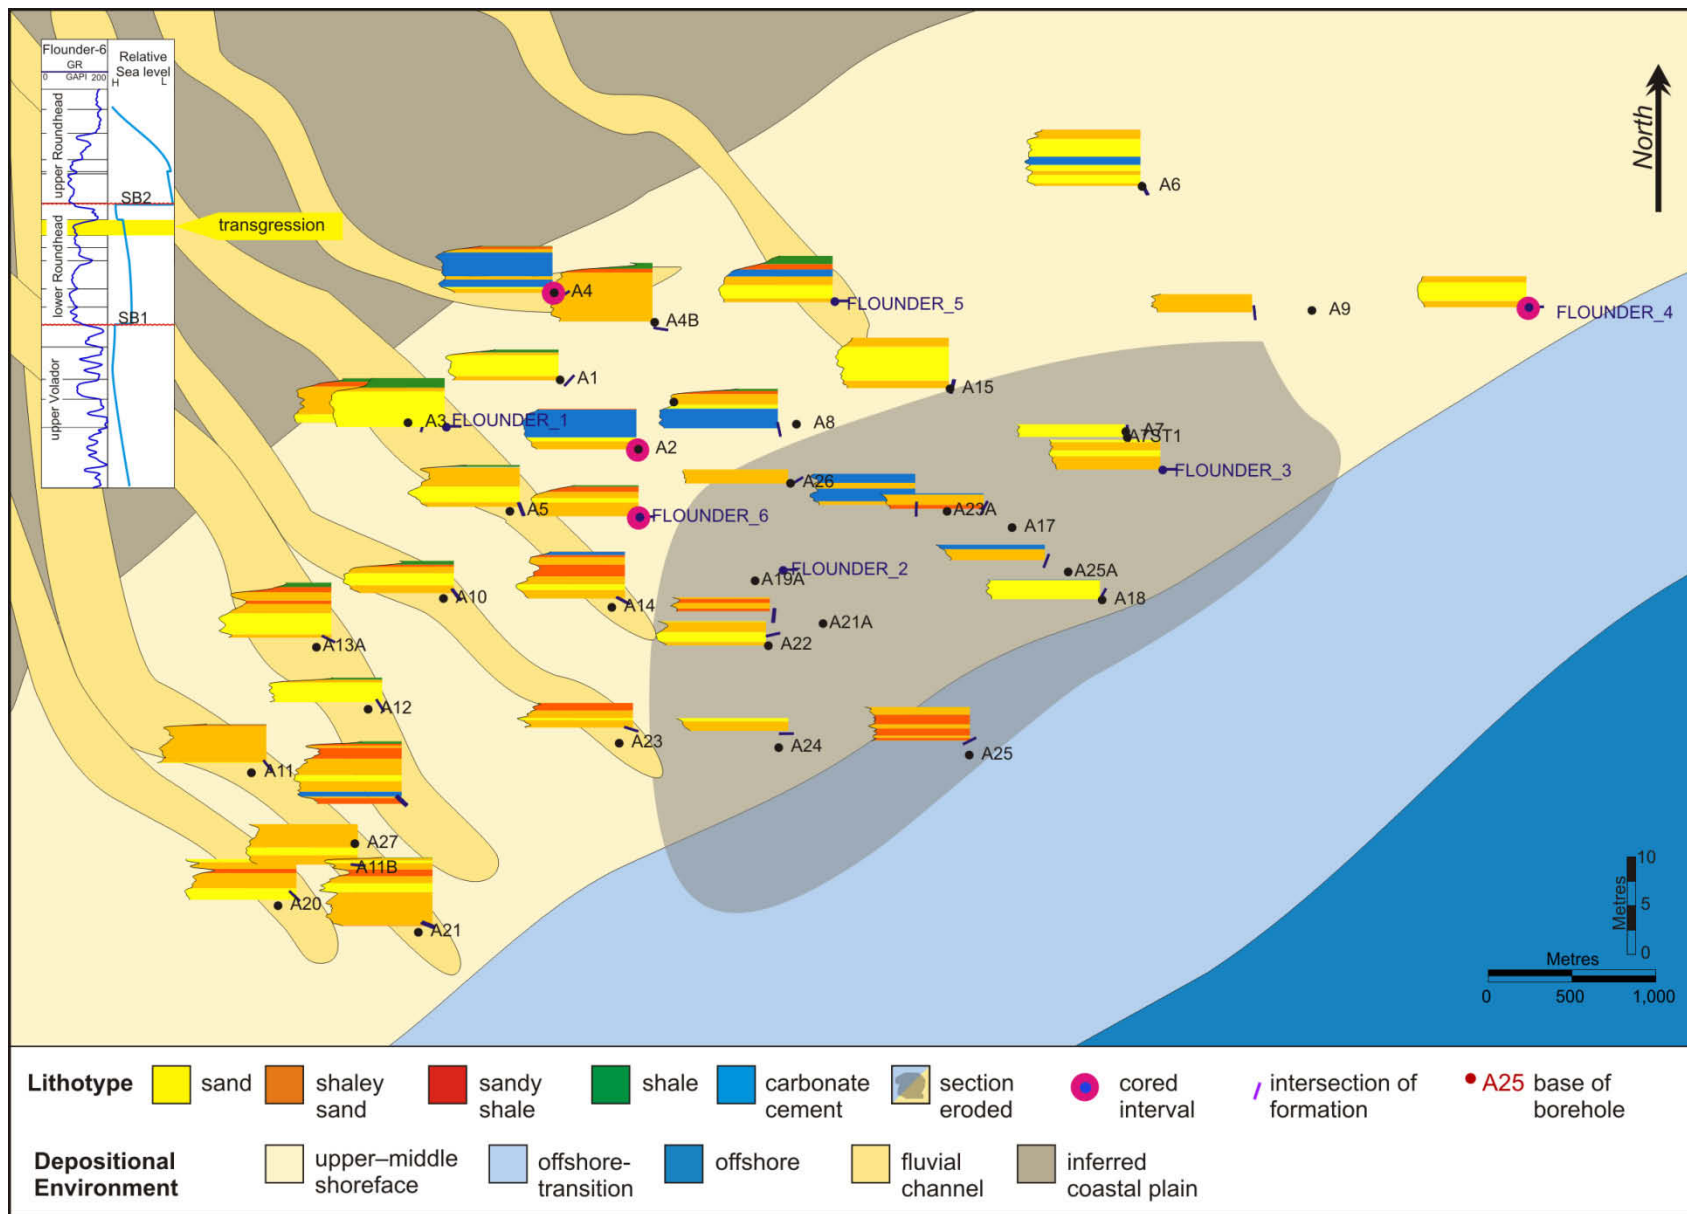 Flounder-6
GR
0 GAPI 200
Relative
Sea level
H L
upper Roundhead
SB2
transgression
lower Roundhead
SB1
upper Volador
North
A6
A4
A4B
FLOUNDER_5
A9
FLOUNDER_4
A1
A15
A3
FLOUNDER_1
A2
A8
A7
A7ST1
FLOUNDER_3
A26
A5
FLOUNDER_6
A23A
A17
A19A
FLOUNDER_2
A25A
A10
A14
A18
A13A
A22
A21A
A12
A23
A24
A25
A11
A27
A11B
A20
A21
10
5
0
Metres
Metres
0 500 1,000
Lithotype
sand
shaley
sand
sandy
shale
shale
carbonate
cement
section
eroded
cored
interval
intersection of
formation
A25 base of
borehole
Depositional
Environment
upper–middle
shoreface
offshore-
transition
offshore
fluvial
channel
inferred
coastal plain